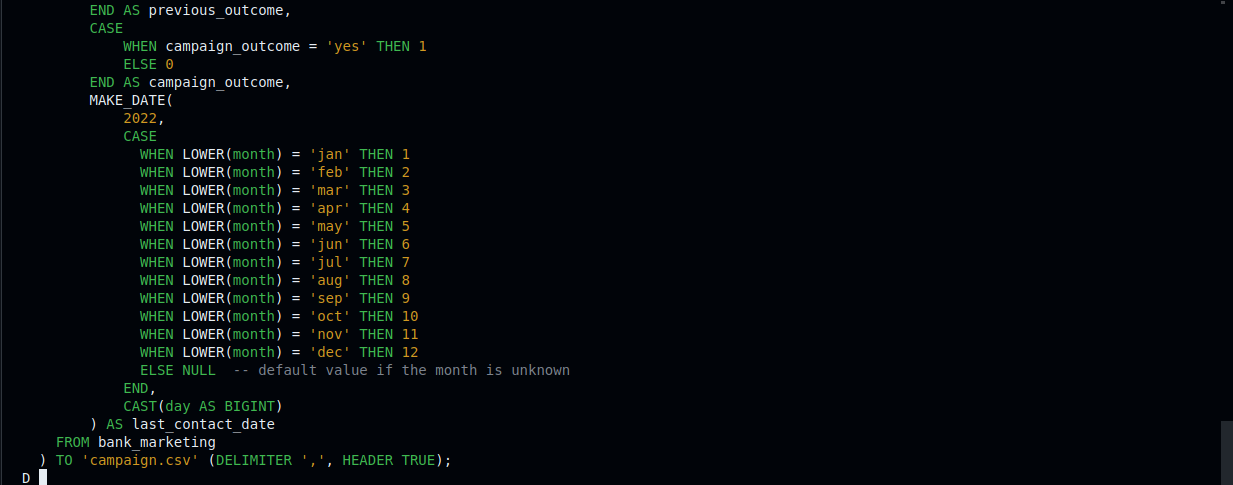 END AS previous_outcome,
CASE
WHEN campaign_outcome = 'yes' THEN 1
ELSE 0
END AS campaign_outcome,
MAKE_DATE(
2022,
CASE
WHEN LOWER(month) = 'jan' THEN 1
WHEN LOWER(month) = 'feb' THEN 2
WHEN LOWER(month) = 'mar' THEN 3
WHEN LOWER(month) = 'apr' THEN 4
WHEN LOWER(month) = 'may' THEN 5
WHEN LOWER(month) = 'jun' THEN 6
WHEN LOWER(month) = 'jul' THEN 7
WHEN LOWER(month) = 'aug' THEN 8
WHEN LOWER(month) = 'sep' THEN 9
WHEN LOWER(month) = 'oct' THEN 10
WHEN LOWER(month) = 'nov' THEN 11
WHEN LOWER(month) = 'dec' THEN 12
ELSE NULL  -- default value if the month is unknown
END,
CAST(day AS BIGINT)
) AS last_contact_date
FROM bank_marketing
) TO 'campaign.csv' (DELIMITER ',', HEADER TRUE);
D